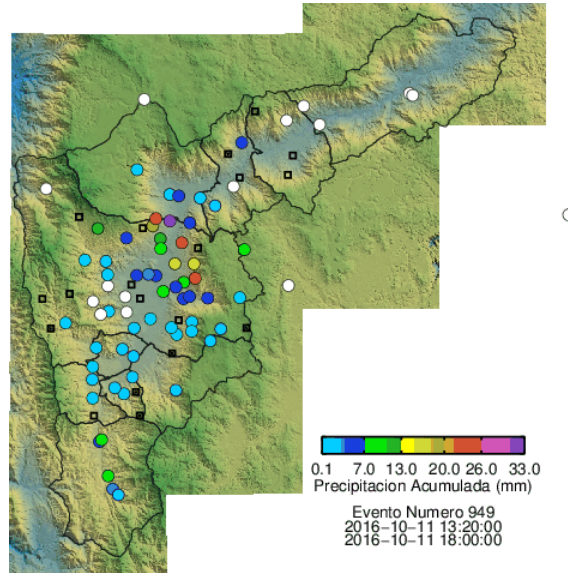 0.1 7.0 13.0 20.0 26.0 33.0
Precipitacion Acumulada (mm)
Evento Numero 949
2016−10−11 13:20:00
2016−10−11 18:00:00